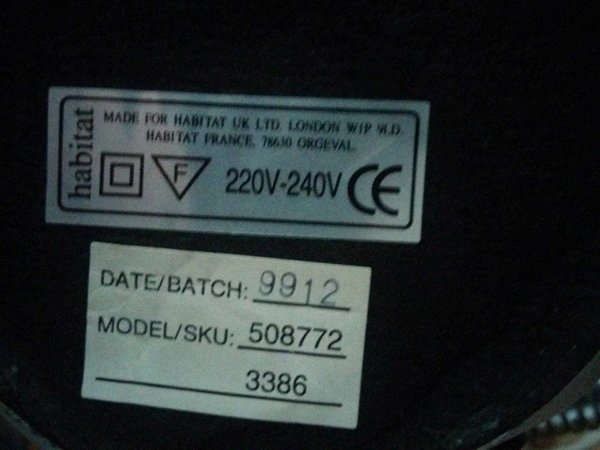 habitat
MADE FOR HABITAT UK LTD. LONDON W1P 9LD.
HABITAT FRANCE, 78630 ORGEVAL.
F 220V-240V CE
DATE/BATCH: 9912
MODEL/SKU: 508772
3386